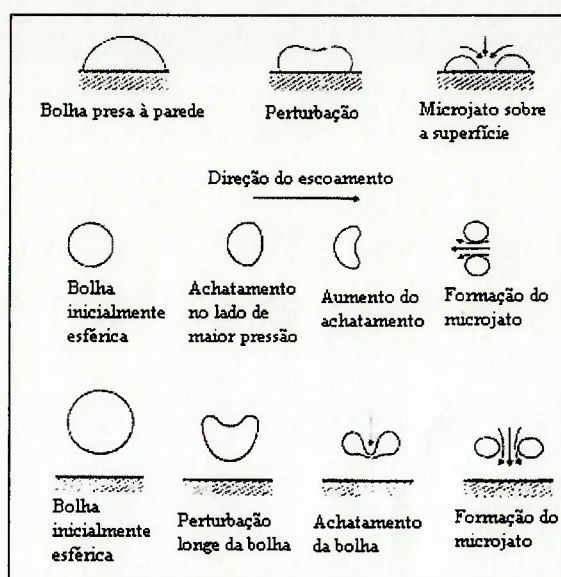 Bolha presa à parede
Perturbação
Microjato sobre
a superfície
Direção do escoamento
Bolha
inicialmente
esférica
Achatamento
no lado de
maior pressão
Aumento do
achatamento
Formação do
microjato
Bolha
inicialmente
esférica
Perturbação
longe da bolha
Achatamento
da bolha
Formação do
microjato